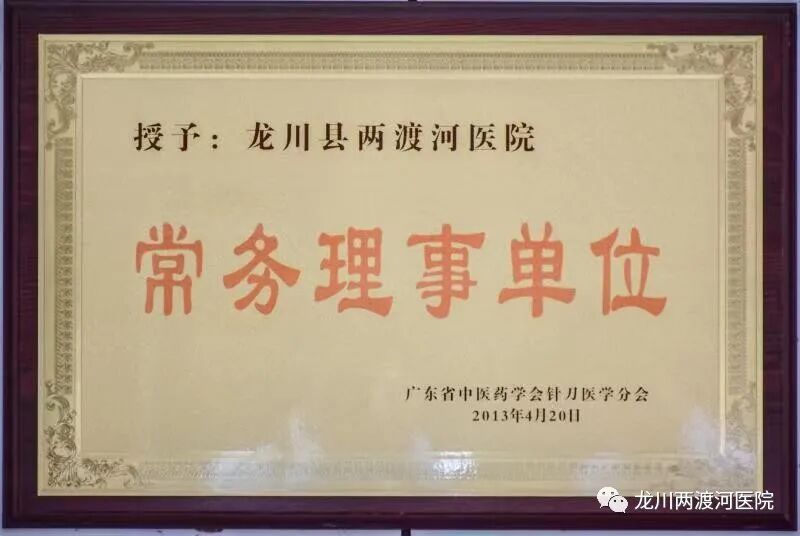 授予：龙川县两渡河医院
常务理事单位
广东省中医药学会针刀医学分会
2013年4月20日
龙川两渡河医院